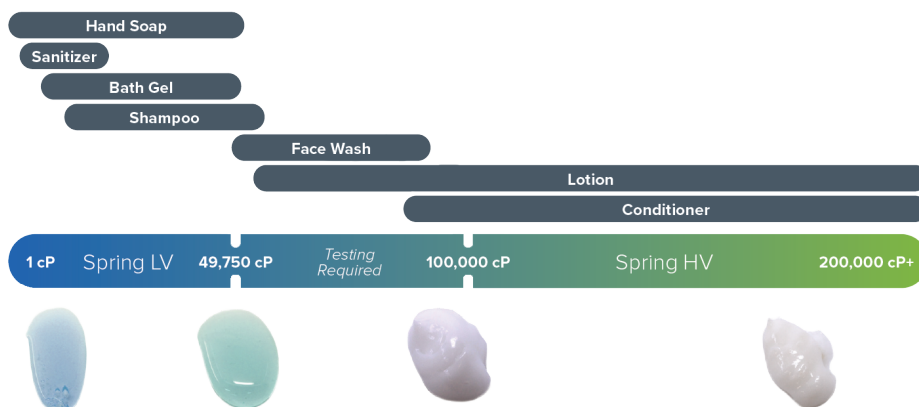 Hand Soap
Sanitizer
Bath Gel
Shampoo
Face Wash
Lotion
Conditioner
1 cP
Spring LV
49,750 cP
Testing
Required
100,000 cP
Spring HV
200,000 cP+